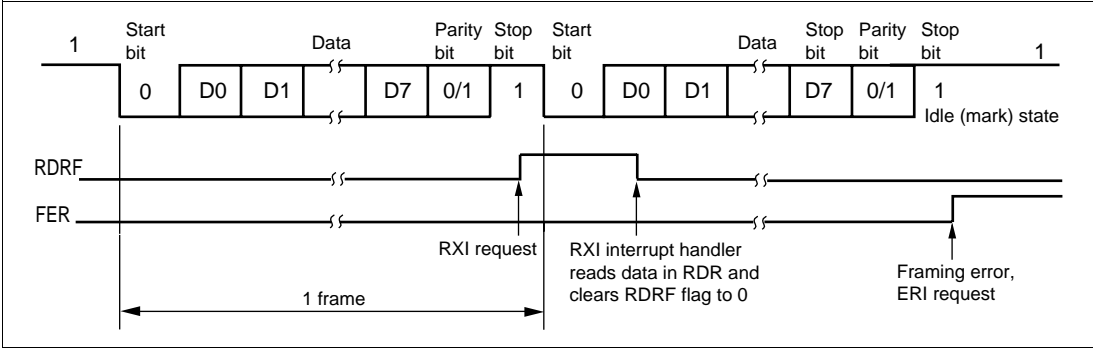 1 Start bit Data Parity bit Stop bit Start bit Data Stop bit Parity bit Stop bit 1
0 D0 D1 D7 0/1 1 0 D0 D1 D7 0/1 1
Idle (mark) state
RDRF
FER
RXI request
RXI interrupt handler
reads data in RDR and
clears RDRF flag to 0
Framing error,
ERI request
1 frame